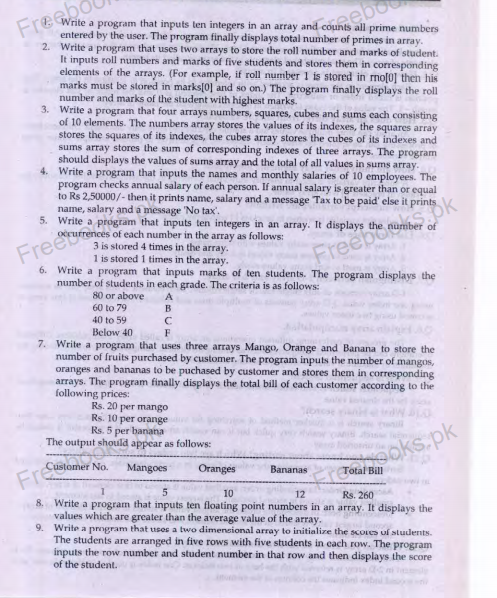 1. Write a program that inputs ten integers in an array and counts all prime numbers
entered by the user. The program finally displays total number of primes in array.
2. Write a program that uses two arrays to store the roll number and marks of student.
It inputs roll numbers and marks of five students and stores them in corresponding
elements of the arrays. (For example, if roll number 1 is stored in rno[0] then his
marks must be stored in marks[0] and so on.) The program finally displays the roll
number and marks of the student with highest marks.
3. Write a program that four arrays numbers, squares, cubes and sums each consisting
of 10 elements. The numbers array stores the values of its indexes, the squares array
stores the squares of its indexes, the cubes array stores the cubes of its indexes and
sums array stores the sum of corresponding indexes of three arrays. The program
should displays the values of sums array and the total of all values in sums array.
4. Write a program that inputs the names and monthly salaries of 10 employees. The
program checks annual salary of each person. If annual salary is greater than or equal
to Rs 2,50000/- then it prints name, salary and a message 'Tax to be paid' else it prints
name, salary and a message 'No tax'.
5. Write a program that inputs ten integers in an array. It displays the number of
occurrences of each number in the array as follows:
3 is stored 4 times in the array.
1 is stored 1 times in the array.
6. Write a program that inputs marks of ten students. The program displays the
number of students in each grade. The criteria is as follows:
80 or above A
60 to 79 B
40 to 59 C
Below 40 F
7. Write a program that uses three arrays Mango, Orange and Banana to store the
number of fruits purchased by customer. The program inputs the number of mangos,
oranges and bananas to be puchased by customer and stores them in corresponding
arrays. The program finally displays the total bill of each customer according to the
following prices:
Rs. 20 per mango
Rs. 10 per orange
Rs. 5 per banana
The output should appear as follows:
Customer No. Mangoes Oranges Bananas Total Bill
1 5 10 12 Rs. 260
8. Write a program that inputs ten floating point numbers in an array. It displays the
values which are greater than the average value of the array.
9. Write a program that uses a two dimensional array to initialize the scores of students.
The students are arranged in five rows with five students in each row. The program
inputs the row number and student number in that row and then displays the score
of the student.